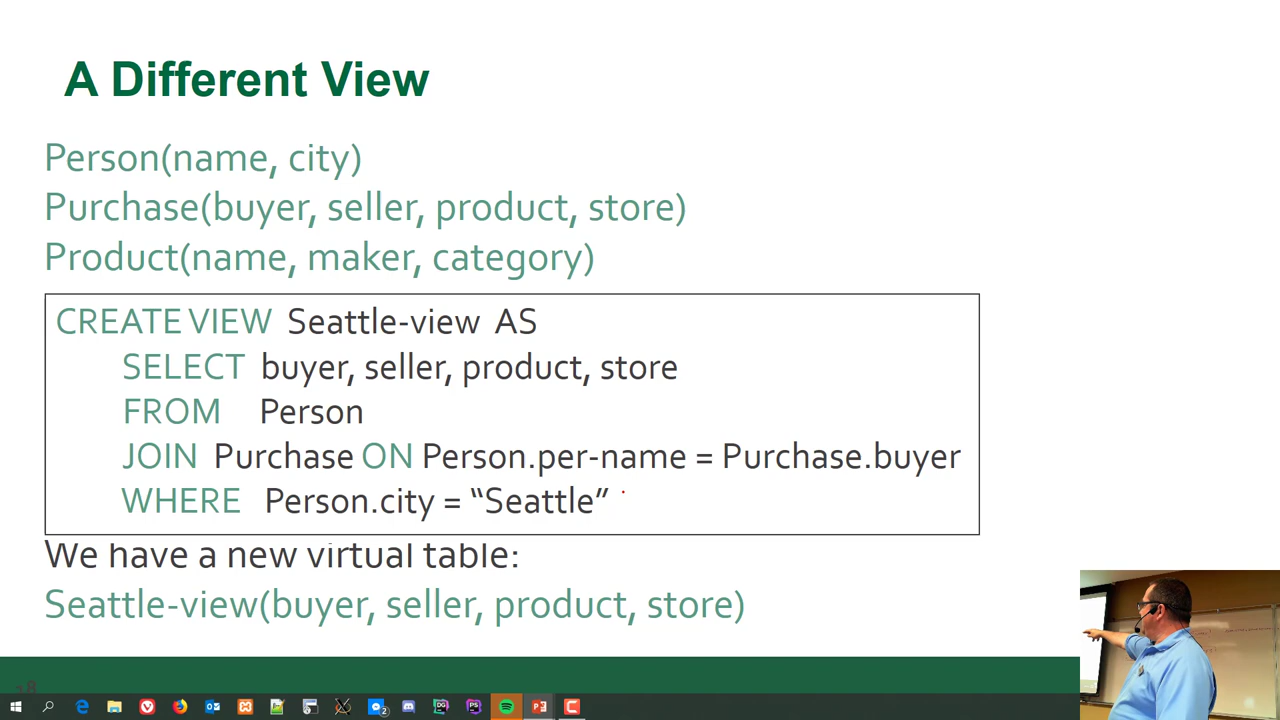 A Different View
Person(name, city)
Purchase(buyer, seller, product, store)
Product(name, maker, category)
CREATE VIEW Seattle-view AS
SELECT buyer, seller, product, store
FROM Person
JOIN Purchase ON Person.per-name = Purchase.buyer
WHERE Person.city = “Seattle”
We have a new virtual table:
Seattle-view(buyer, seller, product, store)